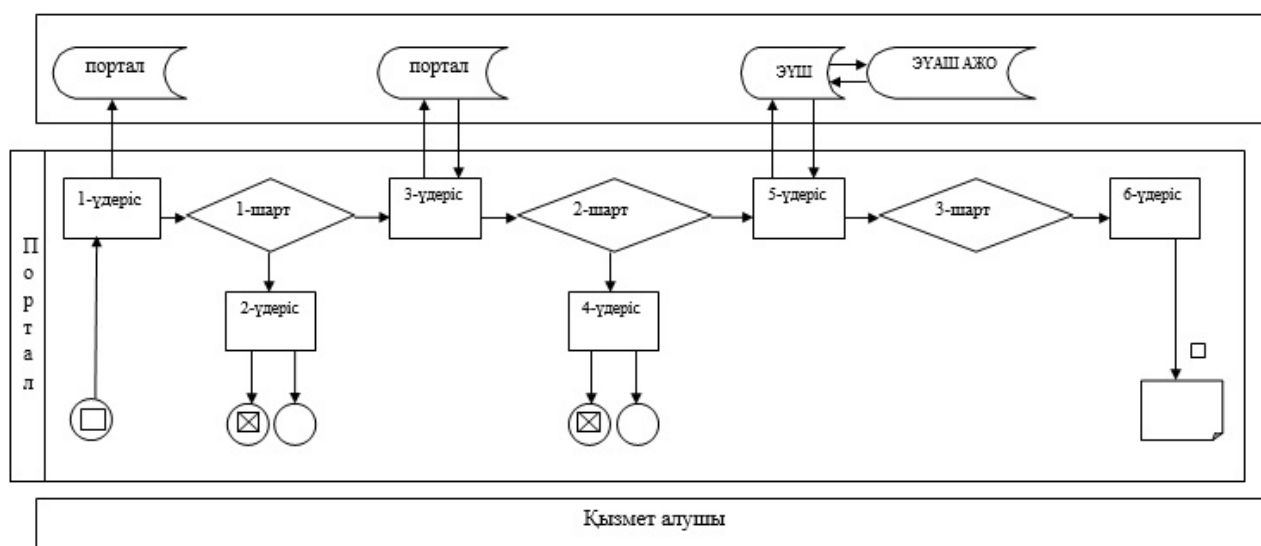 портал
портал
ЭҮШ
ЭҮАШ АЖО
1-үдеріс
1-шарт
3-үдеріс
2-шарт
5-үдеріс
3-шарт
6-үдеріс
2-үдеріс
4-үдеріс
Портал
Қызмет алушы